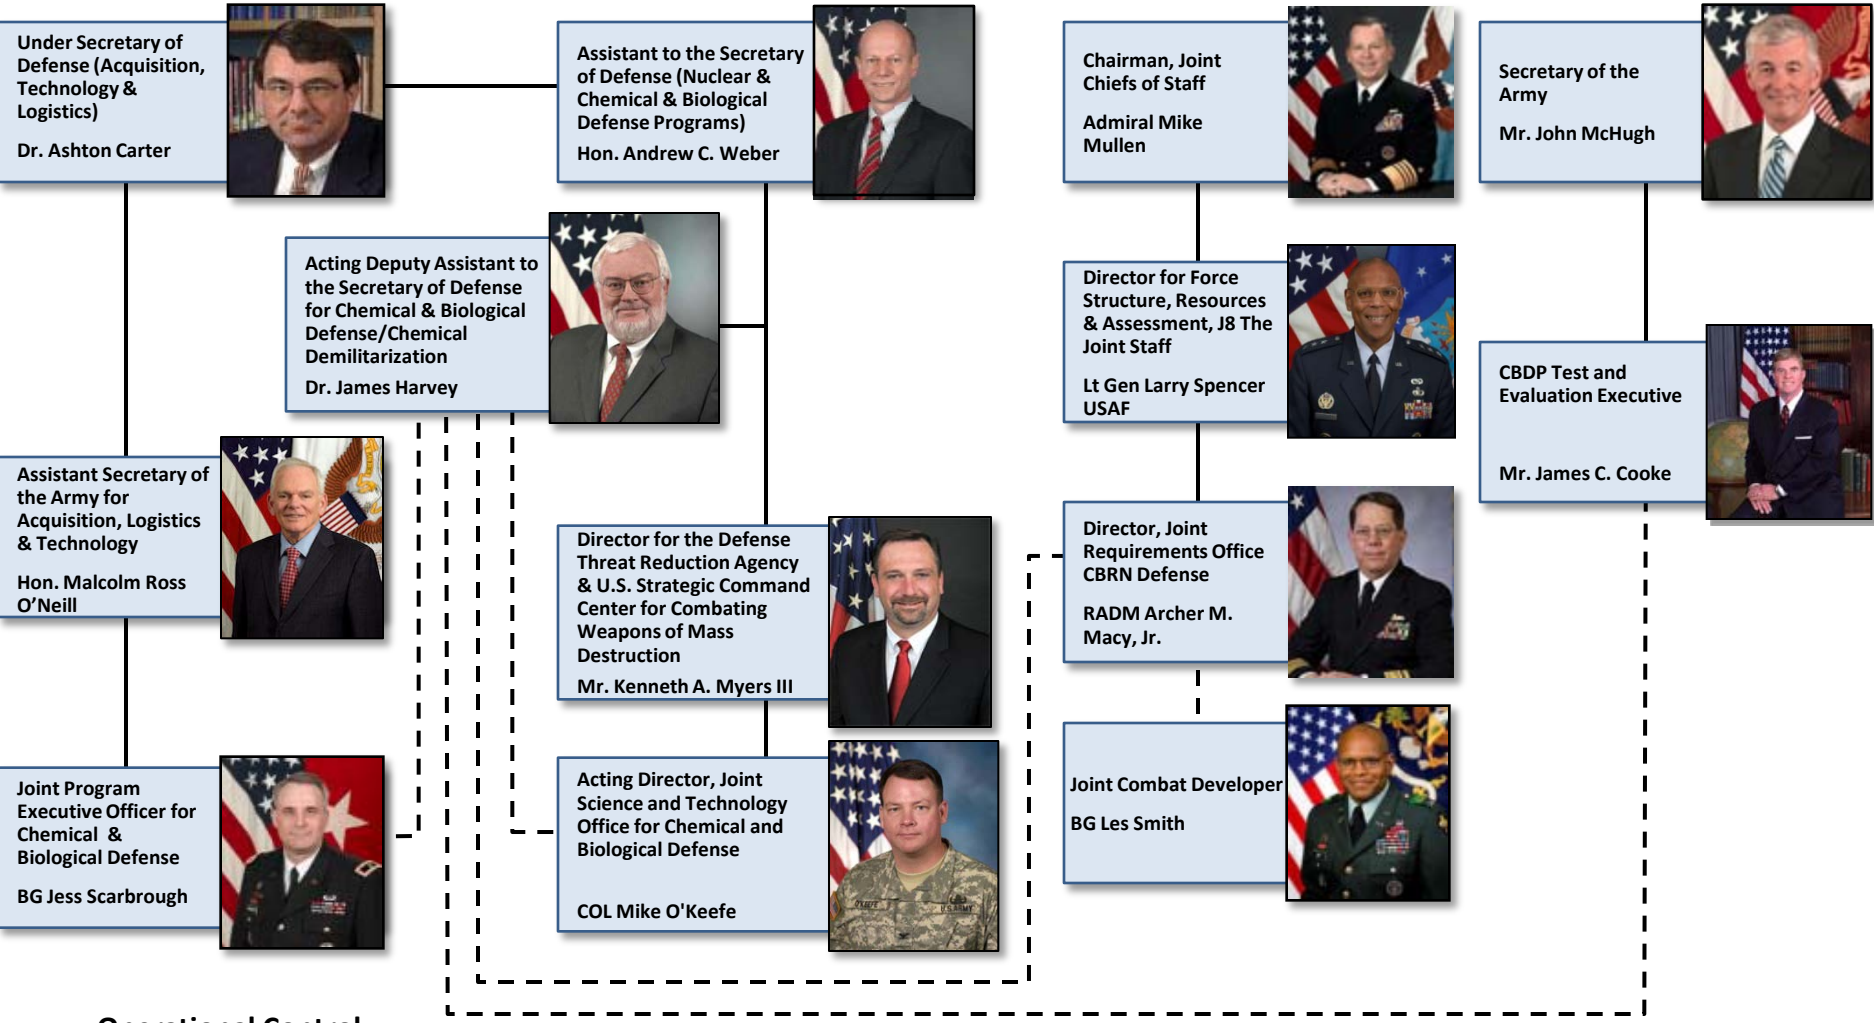 Under Secretary of
Defense (Acquisition,
Technology &
Logistics)
Dr. Ashton Carter
Assistant to the Secretary
of Defense (Nuclear &
Chemical & Biological
Defense Programs)
Hon. Andrew C. Weber
Chairman, Joint
Chiefs of Staff
Admiral Mike
Mullen
Secretary of the
Army
Mr. John McHugh
Acting Deputy Assistant to
the Secretary of Defense
for Chemical & Biological
Defense/Chemical
Demilitarization
Dr. James Harvey
Director for Force
Structure, Resources
& Assessment, J8 The
Joint Staff
Lt Gen Larry Spencer
USAF
CBDP Test and
Evaluation Executive
Mr. James C. Cooke
Assistant Secretary of
the Army for
Acquisition, Logistics
& Technology
Hon. Malcolm Ross
O’Neill
Director for the Defense
Threat Reduction Agency
& U.S. Strategic Command
Center for Combating
Weapons of Mass
Destruction
Mr. Kenneth A. Myers III
Director, Joint
Requirements Office
CBRN Defense
RADM Archer M.
Macy, Jr.
Joint Program
Executive Officer for
Chemical &
Biological Defense
BG Jess Scarbrough
Acting Director, Joint
Science and Technology
Office for Chemical and
Biological Defense
COL Mike O'Keefe
O'KEEFE
U.S.ARMY
Joint Combat Developer
BG Les Smith
Operational Control